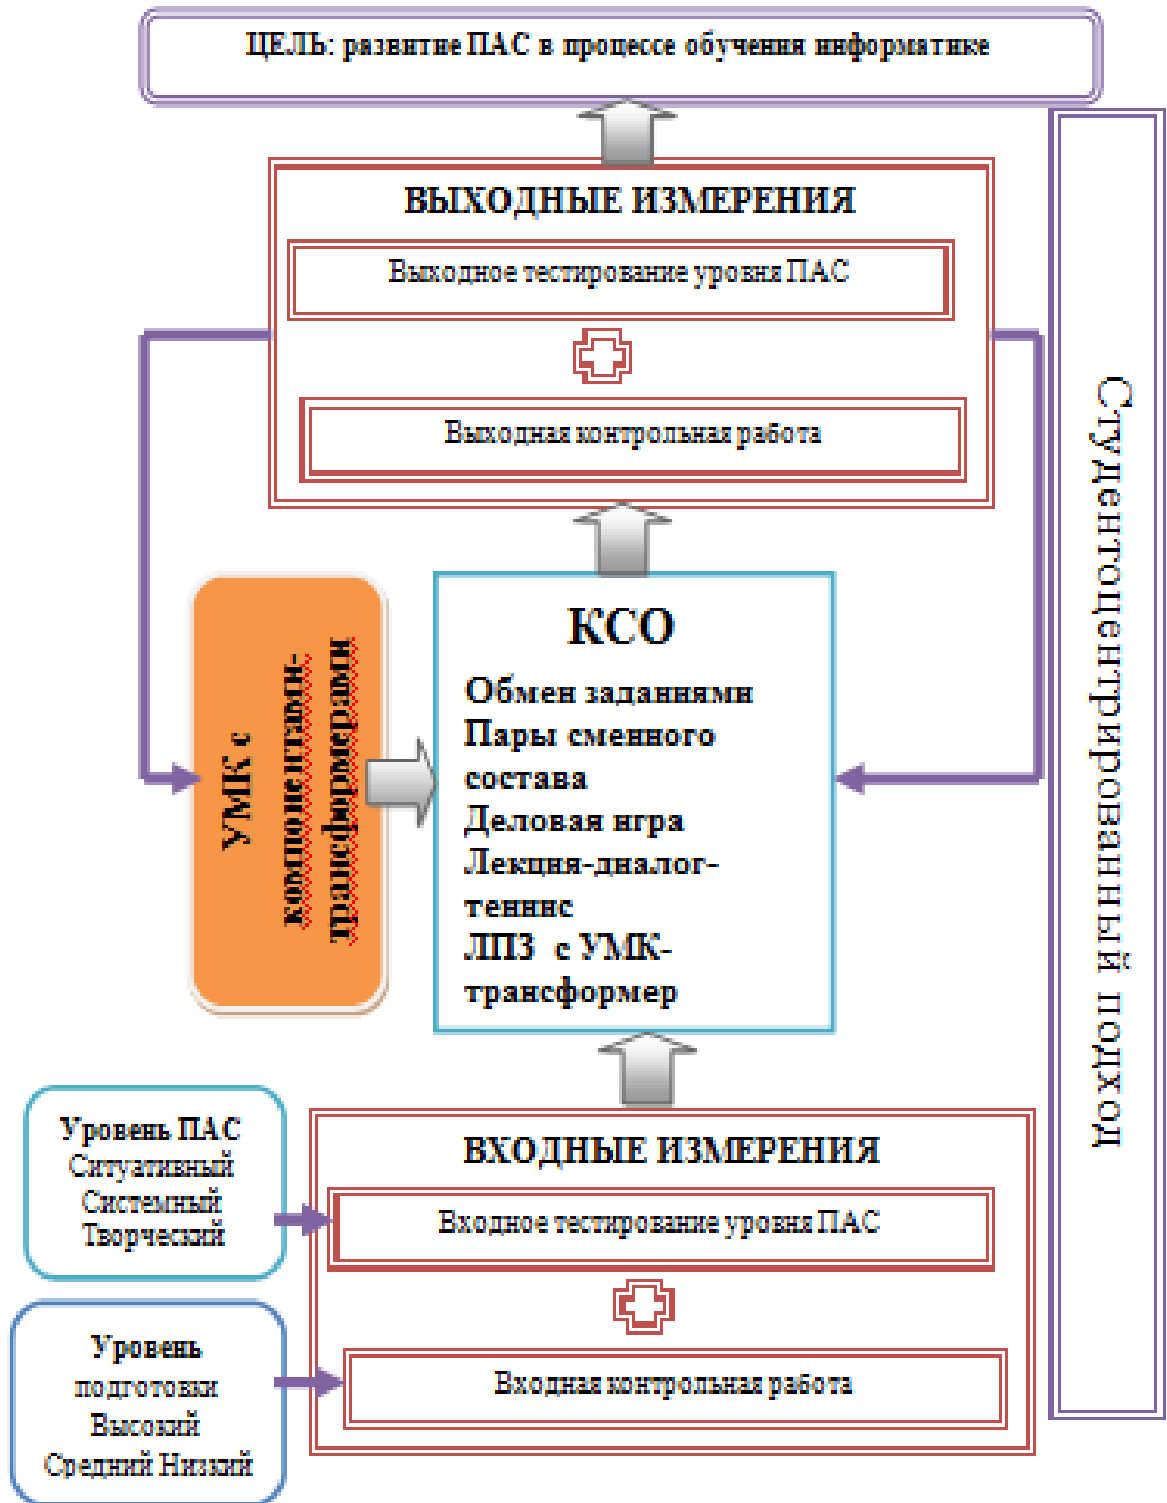 ЦЕЛЬ: развитие ПАС в процессе обучения информатике
ВЫХОДНЫЕ ИЗМЕРЕНИЯ
Выходное тестирование уровня ПАС
Выходная контрольная работа
Студентоцентрированный подход
УМК с
компонентами-
трансформерами
КСО
Обмен заданиями
Пары сменного
состава
Деловая игра
Лекция-диалог-
теннис
ЛПЗ с УМК-
трансформер
Уровень ПАС
Ситуативный
Системный
Творческий
ВХОДНЫЕ ИЗМЕРЕНИЯ
Входное тестирование уровня ПАС
Входная контрольная работа
Уровень
подготовки
Высокий
Средний Низкий